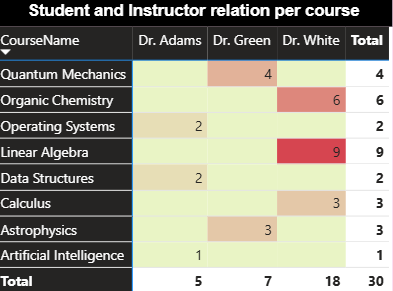 Student and Instructor relation per course
CourseName Dr. Adams Dr. Green Dr. White Total
Quantum Mechanics 4 4
Organic Chemistry 6 6
Operating Systems 2 2
Linear Algebra 9 9
Data Structures 2 2
Calculus 3 3
Astrophysics 3 3
Artificial Intelligence 1 1
Total 5 7 18 30